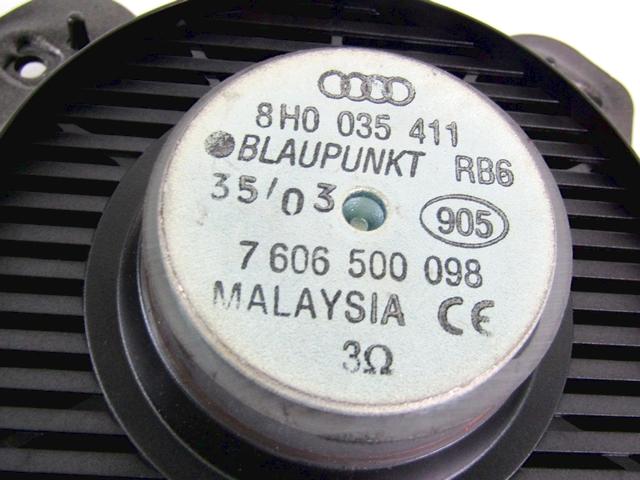 8H0 035 411
BLAUPUNKT RB6
35/03
905
7 606 500 098
MALAYSIA CE
3Ω